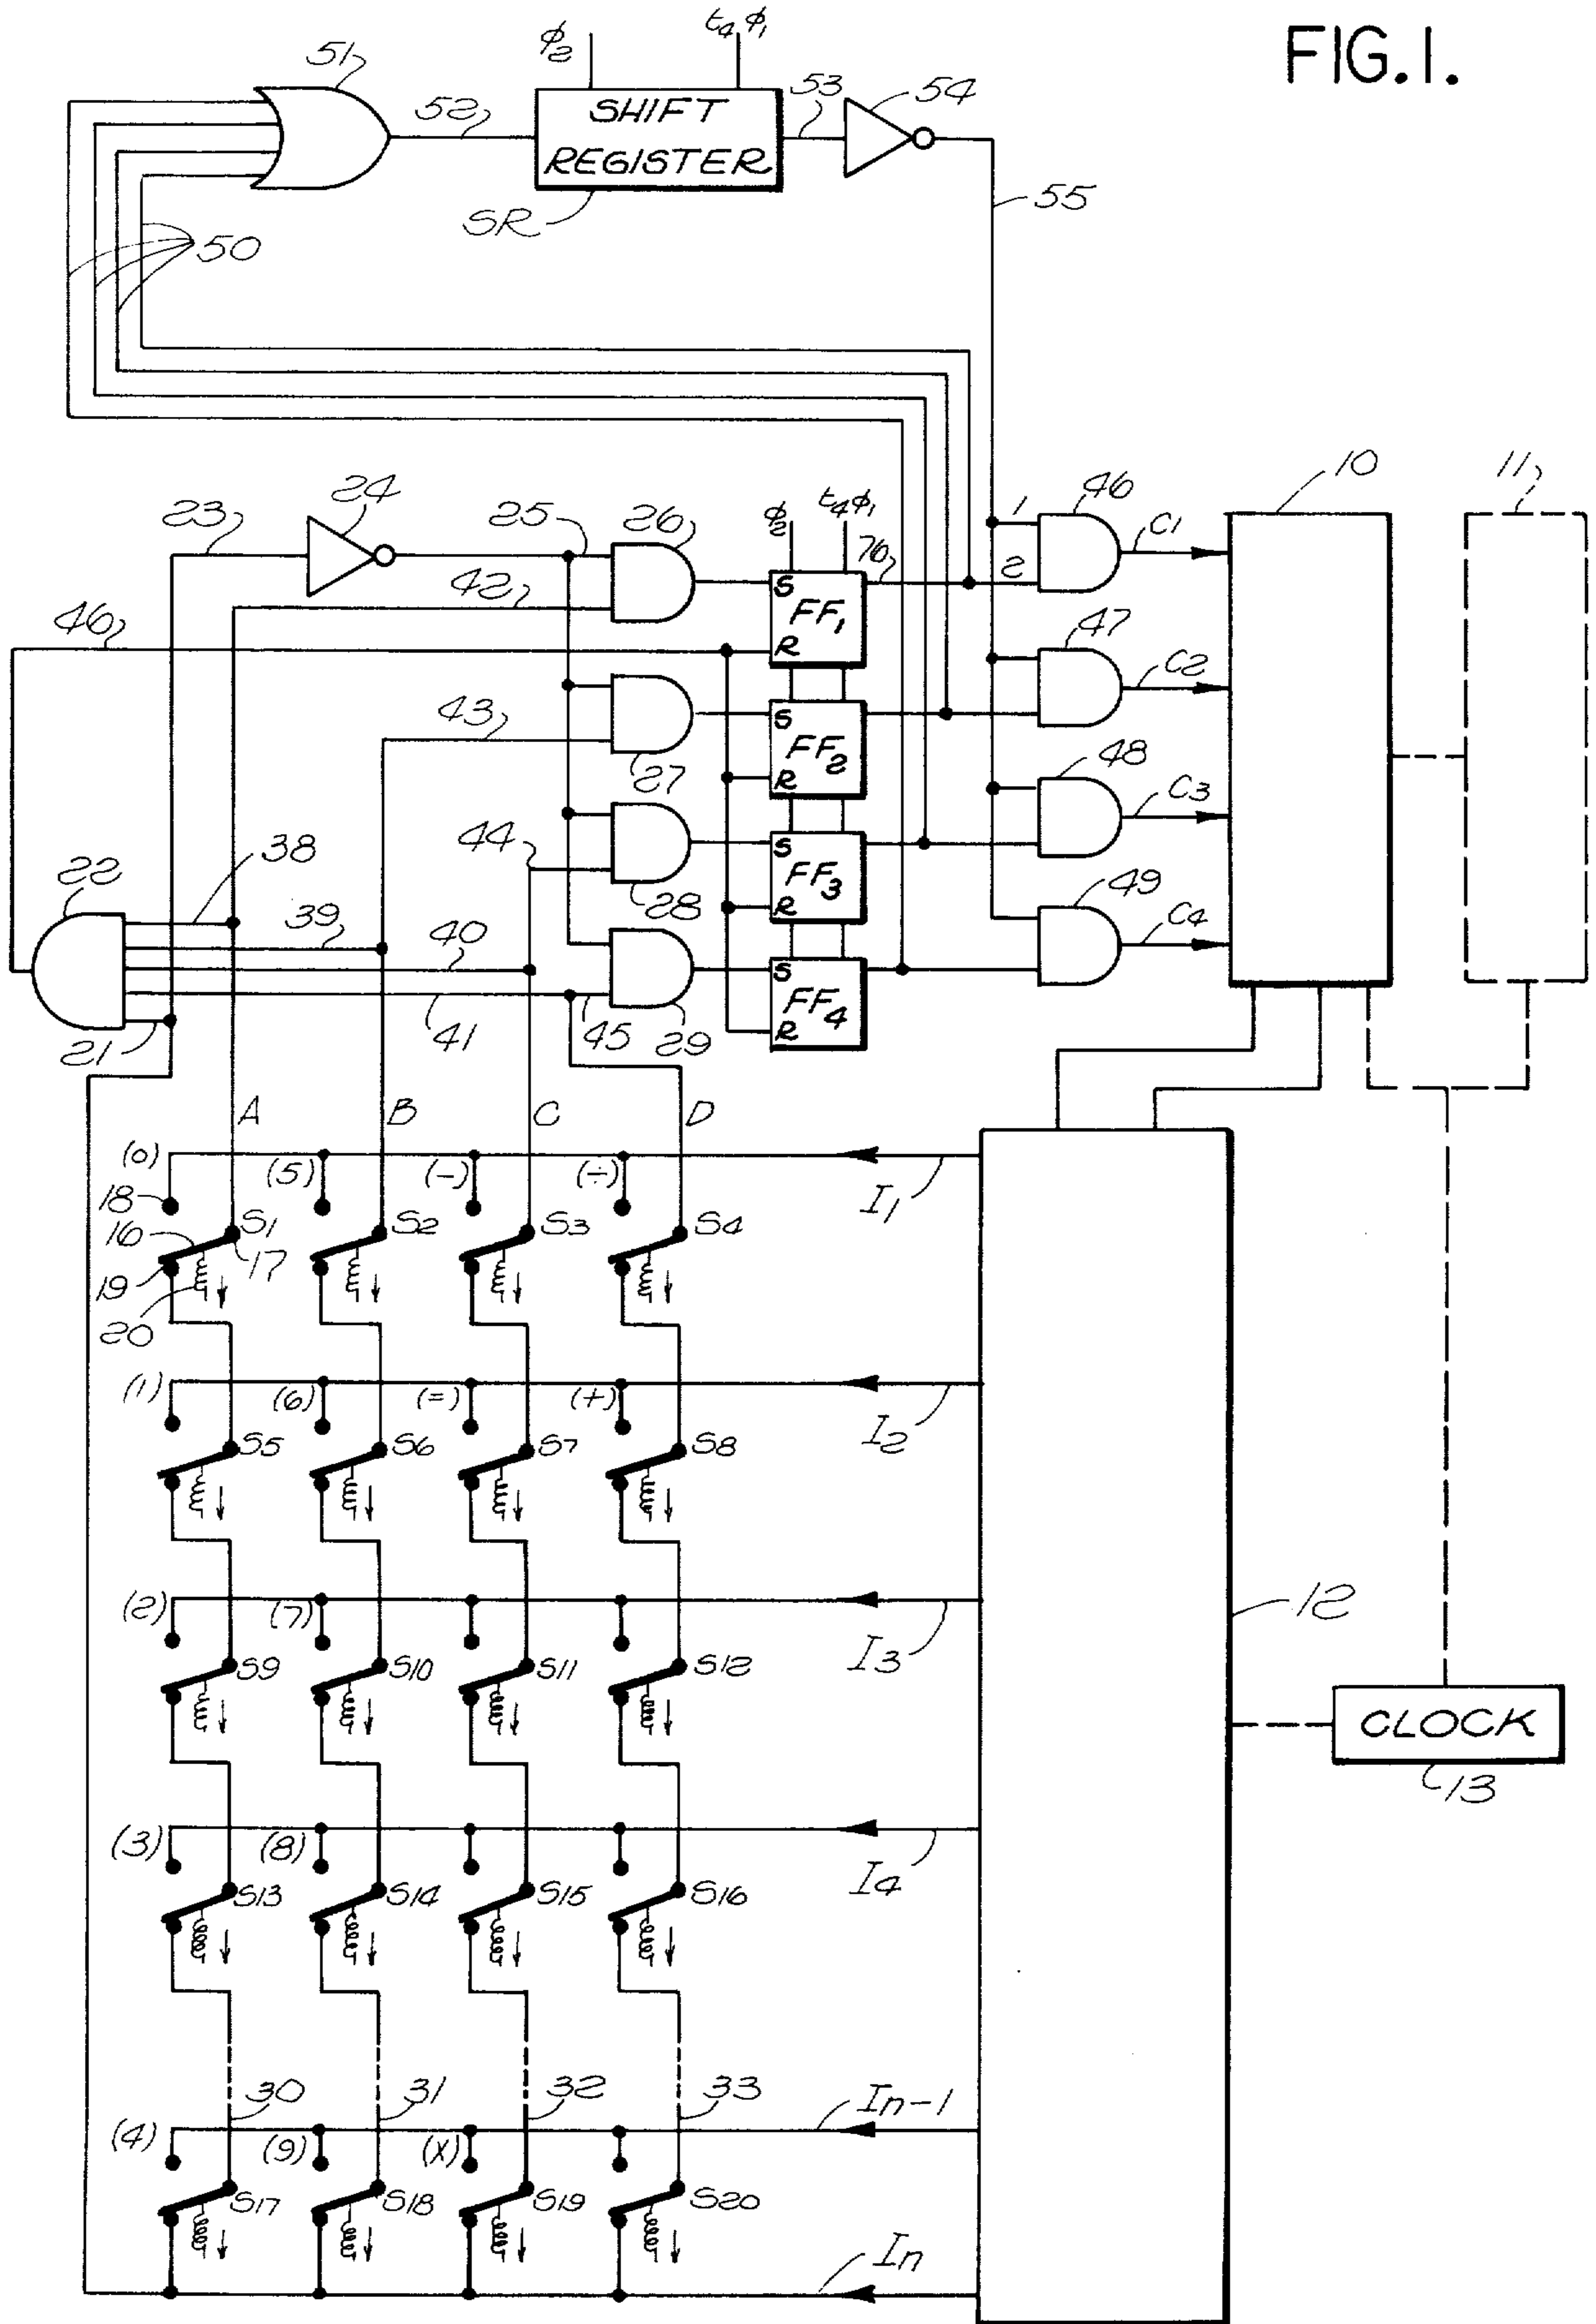 FIG.1.
ϕ2 t4ϕ1
51
52
SHIFT
REGISTER
53
54
SR
50
55
10
11
23
24
25
26
ϕ2 t4ϕ1
76
1
2
46
C1
42
46
S
FF1
R
47
C2
43
27
S
FF2
R
48
C3
44
28
S
FF3
R
49
C4
22
38
39
40
41
45
29
S
FF4
R
21
A B C D
(0) (5) (-) (÷)
I1
18
16
S1 S2 S3 S4
17
19
20
(1) (6) (=) (+)
I2
S5 S6 S7 S8
(2) (7)
I3
12
S9 S10 S11 S12
CLOCK
13
(3) (8)
I4
S13 S14 S15 S16
30 31 32 33
In-1
(4) (9) (X)
S17 S18 S19 S20
In